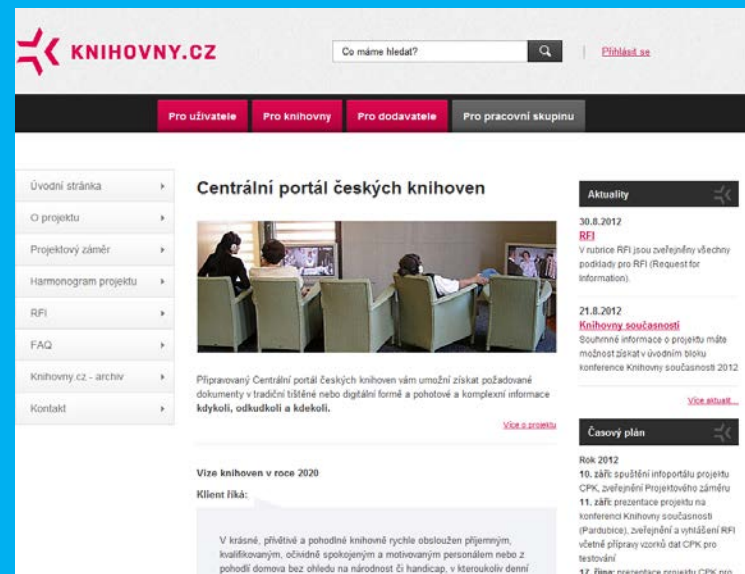 KNIHOVNY.CZ
Co máme hledat?
Přihlásit se
Pro uživatele
Pro knihovny
Pro dodavatele
Pro pracovní skupinu
Úvodní stránka
O projektu
Projektový záměr
Harmonogram projektu
RFI
FAQ
Knihovny.cz - archiv
Kontakt
Centrální portál českých knihoven
Připravovaný Centrální portál českých knihoven vám umožní získat požadované
dokumenty v tradiční tištěné nebo digitální formě a pohotové a komplexní informace
kdykoli, odkudkoli a kdekoli.
Více o projektu
Vize knihoven v roce 2020
Klient říká:
V krásné, přívětivé a pohodlné knihovně rychle obsloužen příjemným,
kvalifikovaným, očividně spokojeným a motivovaným personálem nebo z
pohodlí domova bez ohledu na národnost či handicap, v kteroukoliv denní
Aktuality
30.8.2012
RFI
V rubrice RFI jsou zveřejněny všechny
podklady pro RFI (Request for
Information).
21.8.2012
Knihovny současnosti
Souhrnné informace o projektu máte
možnost získat v úvodním bloku
konference Knihovny současnosti 2012
Více aktualit...
Časový plán
Rok 2012
10. září: spuštění infoportálu projektu
CPK, zveřejnění Projektového záměru
11. září: prezentace projektu na
konferenci Knihovny současnosti
(Pardubice), zveřejnění a vyhlášení RFI
včetně přípravy vzorků dat CPK pro
testování
17. října: prezentace projektu CPK pro